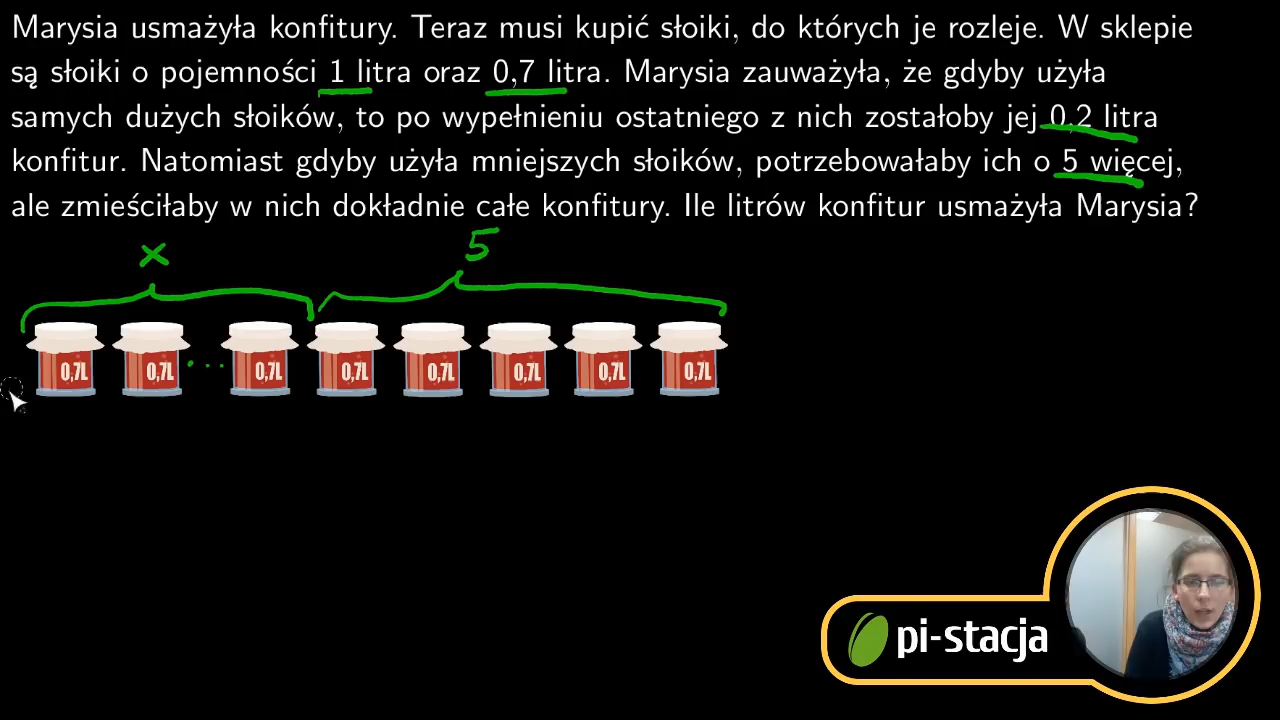 Marysia usmażyła konfitury. Teraz musi kupić słoiki, do których je rozleje. W sklepie
są słoiki o pojemności 1 litra oraz 0,7 litra. Marysia zauważyła, że gdyby użyła
samych dużych słoików, to po wypełnieniu ostatniego z nich zostałoby jej 0,2 litra
konfitur. Natomiast gdyby użyła mniejszych słoików, potrzebowałaby ich o 5 więcej,
ale zmieściłaby w nich dokładnie całe konfitury. Ile litrów konfitur usmażyła Marysia?
x 5
0,7L 0,7L ... 0,7L 0,7L 0,7L 0,7L 0,7L 0,7L
pi-stacja